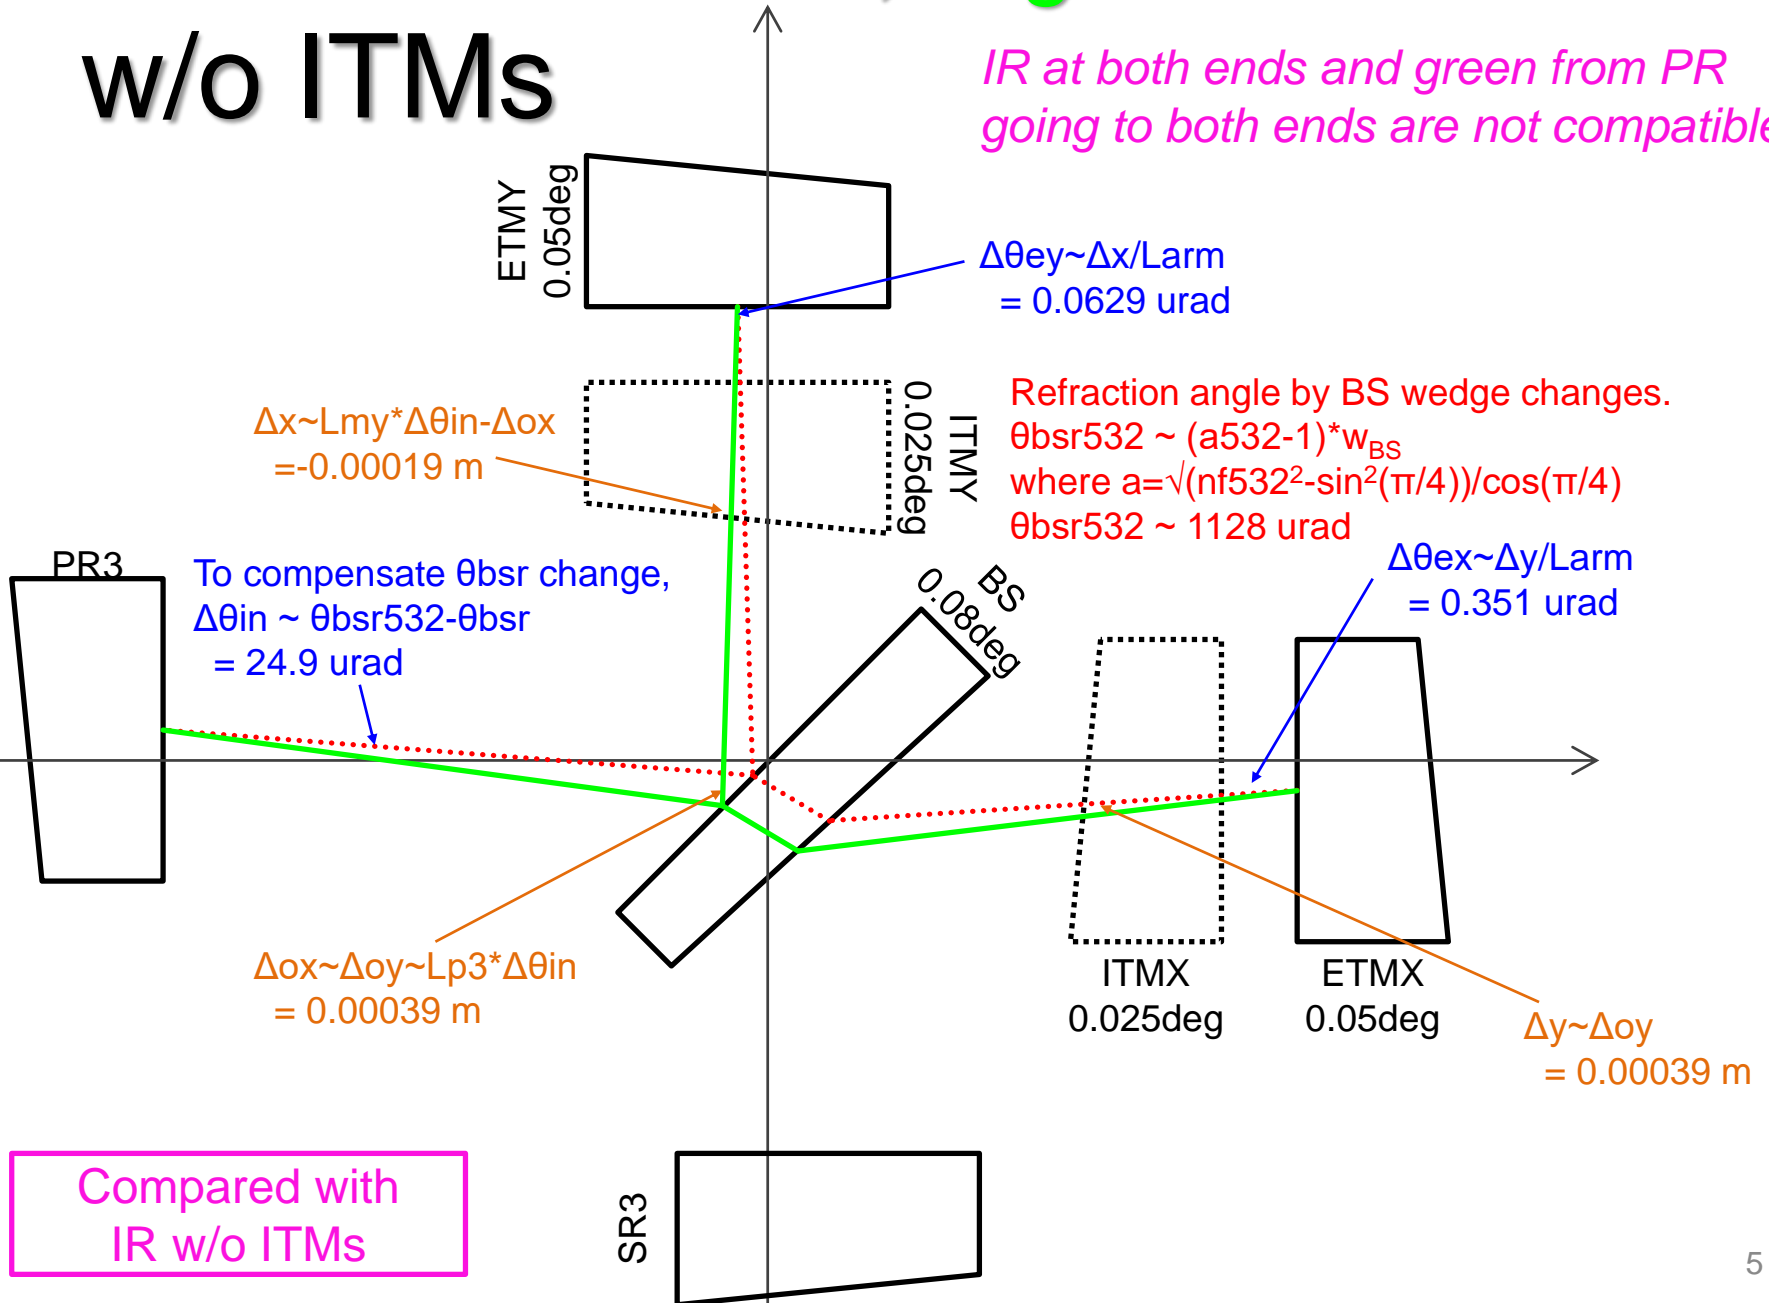 w/o ITMs
IR at both ends and green from PR
going to both ends are not compatible
ETMY
0.05deg
Δθey~Δx/Larm
= 0.0629 urad
Δx~Lmy*Δθin-Δox
=-0.00019 m
ITMY
0.025deg
Refraction angle by BS wedge changes.
θbsr532 ~ (a532-1)*w_BS
where a=√(nf532²-sin²(π/4))/cos(π/4)
θbsr532 ~ 1128 urad
PR3
To compensate θbsr change,
Δθin ~ θbsr532-θbsr
= 24.9 urad
BS
0.08deg
Δθex~Δy/Larm
= 0.351 urad
Δox~Δoy~Lp3*Δθin
= 0.00039 m
ITMX
0.025deg
ETMX
0.05deg
Δy~Δoy
= 0.00039 m
Compared with
IR w/o ITMs
SR3
5